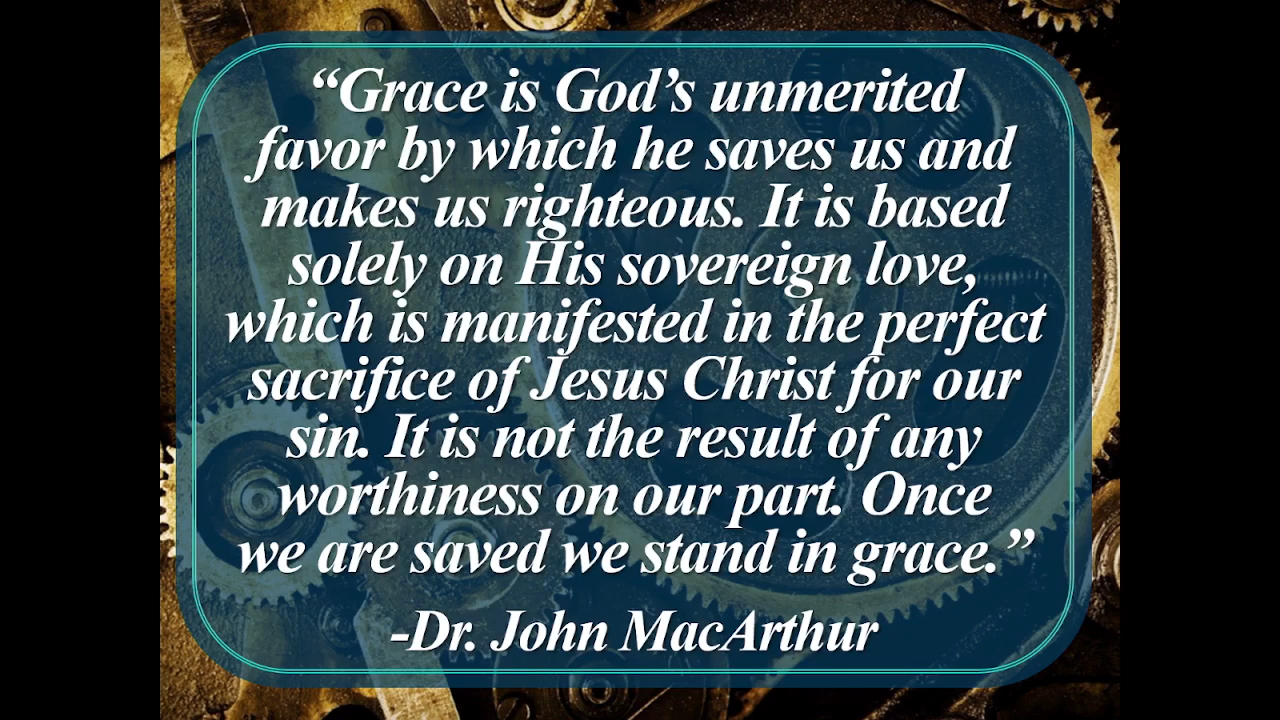 “Grace is God’s unmerited
favor by which he saves us and
makes us righteous. It is based
solely on His sovereign love,
which is manifested in the perfect
sacrifice of Jesus Christ for our
sin. It is not the result of any
worthiness on our part. Once
we are saved we stand in grace.”
-Dr. John MacArthur